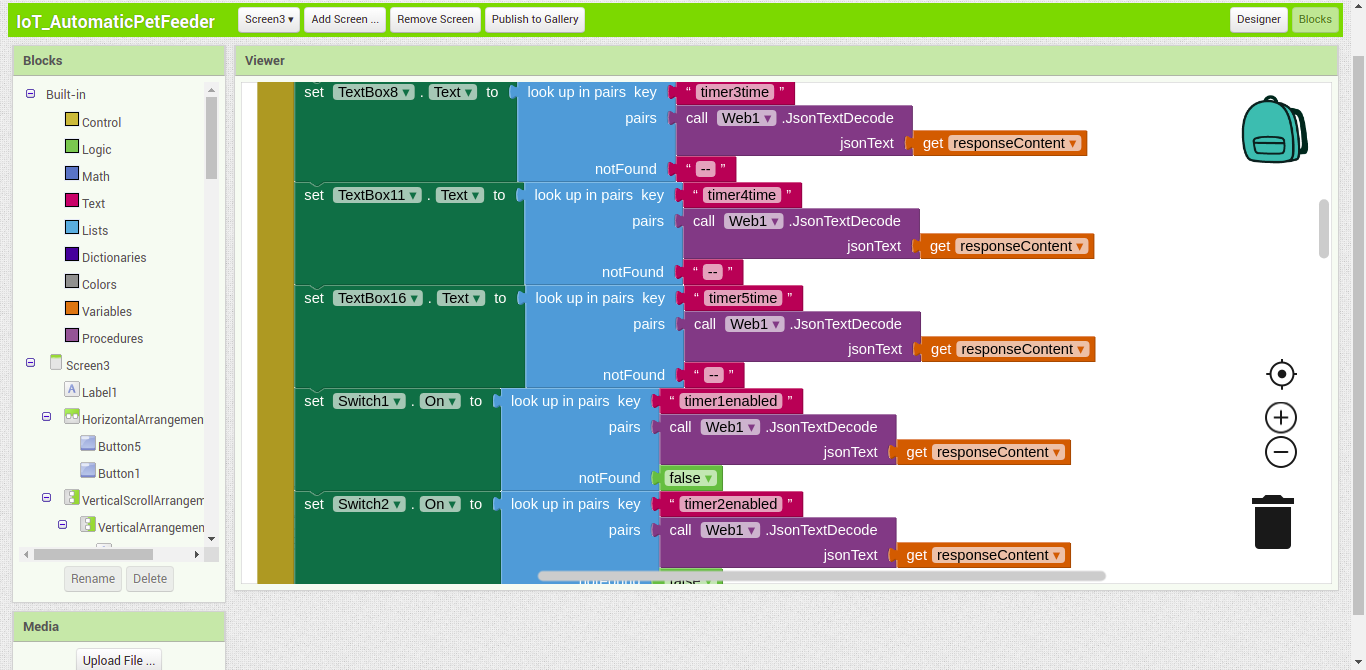 IoT_AutomaticPetFeeder Screen3 ▾ Add Screen ... Remove Screen Publish to Gallery Designer Blocks
Blocks
Viewer
Built-in
Control
Logic
Math
Text
Lists
Dictionaries
Colors
Variables
Procedures
Screen3
Label1
HorizontalArrangemen
Button5
Button1
VerticalScrollArrangem
VerticalArrangemen
Rename Delete
Media
Upload File ...
set TextBox8 ▾ . Text ▾ to look up in pairs key “ timer3time ”
pairs call Web1 ▾ .JsonTextDecode
jsonText get responseContent ▾
notFound “ -- ”
set TextBox11 ▾ . Text ▾ to look up in pairs key “ timer4time ”
pairs call Web1 ▾ .JsonTextDecode
jsonText get responseContent ▾
notFound “ -- ”
set TextBox16 ▾ . Text ▾ to look up in pairs key “ timer5time ”
pairs call Web1 ▾ .JsonTextDecode
jsonText get responseContent ▾
notFound “ -- ”
set Switch1 ▾ . On ▾ to look up in pairs key “ timer1enabled ”
pairs call Web1 ▾ .JsonTextDecode
jsonText get responseContent ▾
notFound false ▾
set Switch2 ▾ . On ▾ to look up in pairs key “ timer2enabled ”
pairs call Web1 ▾ .JsonTextDecode
jsonText get responseContent ▾
notFound false ▾